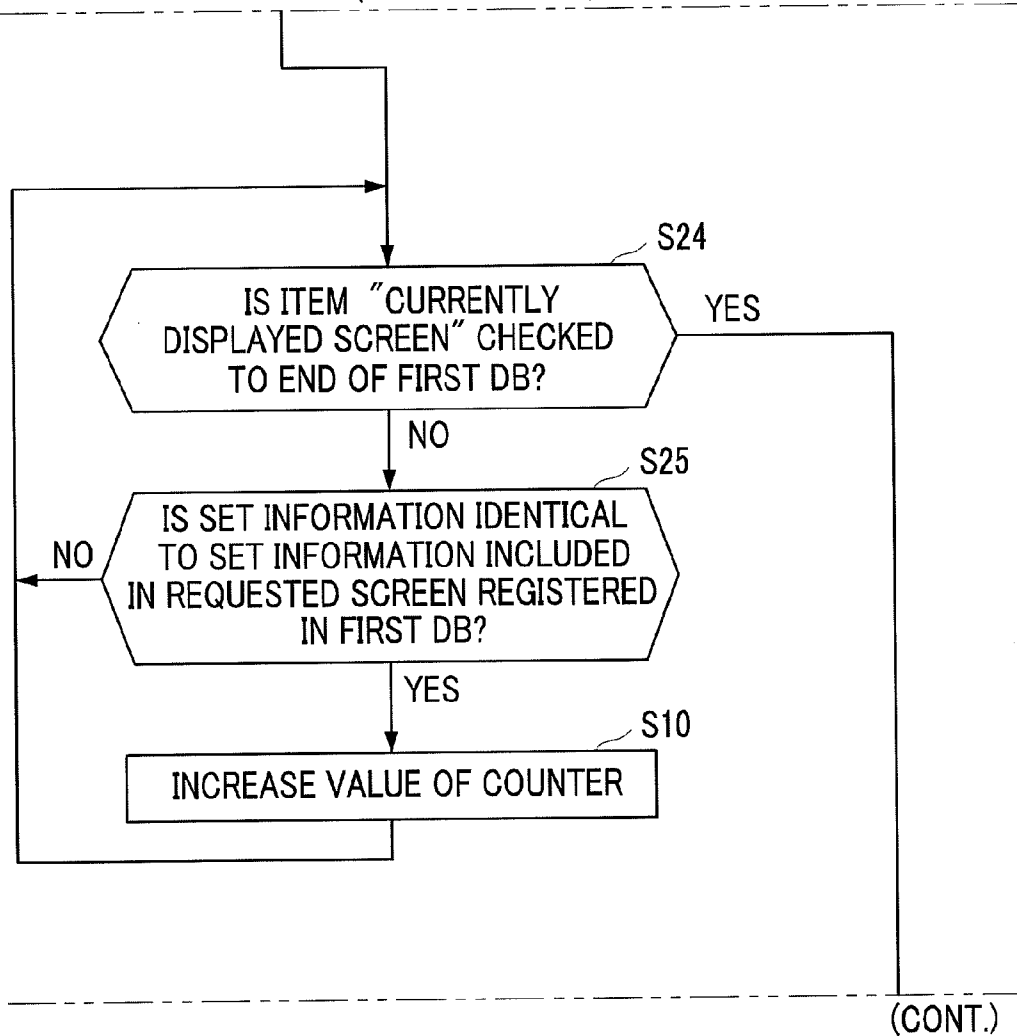 S24
IS ITEM "CURRENTLY
DISPLAYED SCREEN" CHECKED
TO END OF FIRST DB?
YES
NO
S25
IS SET INFORMATION IDENTICAL
TO SET INFORMATION INCLUDED
IN REQUESTED SCREEN REGISTERED
IN FIRST DB?
NO
YES
S10
INCREASE VALUE OF COUNTER
(CONT.)